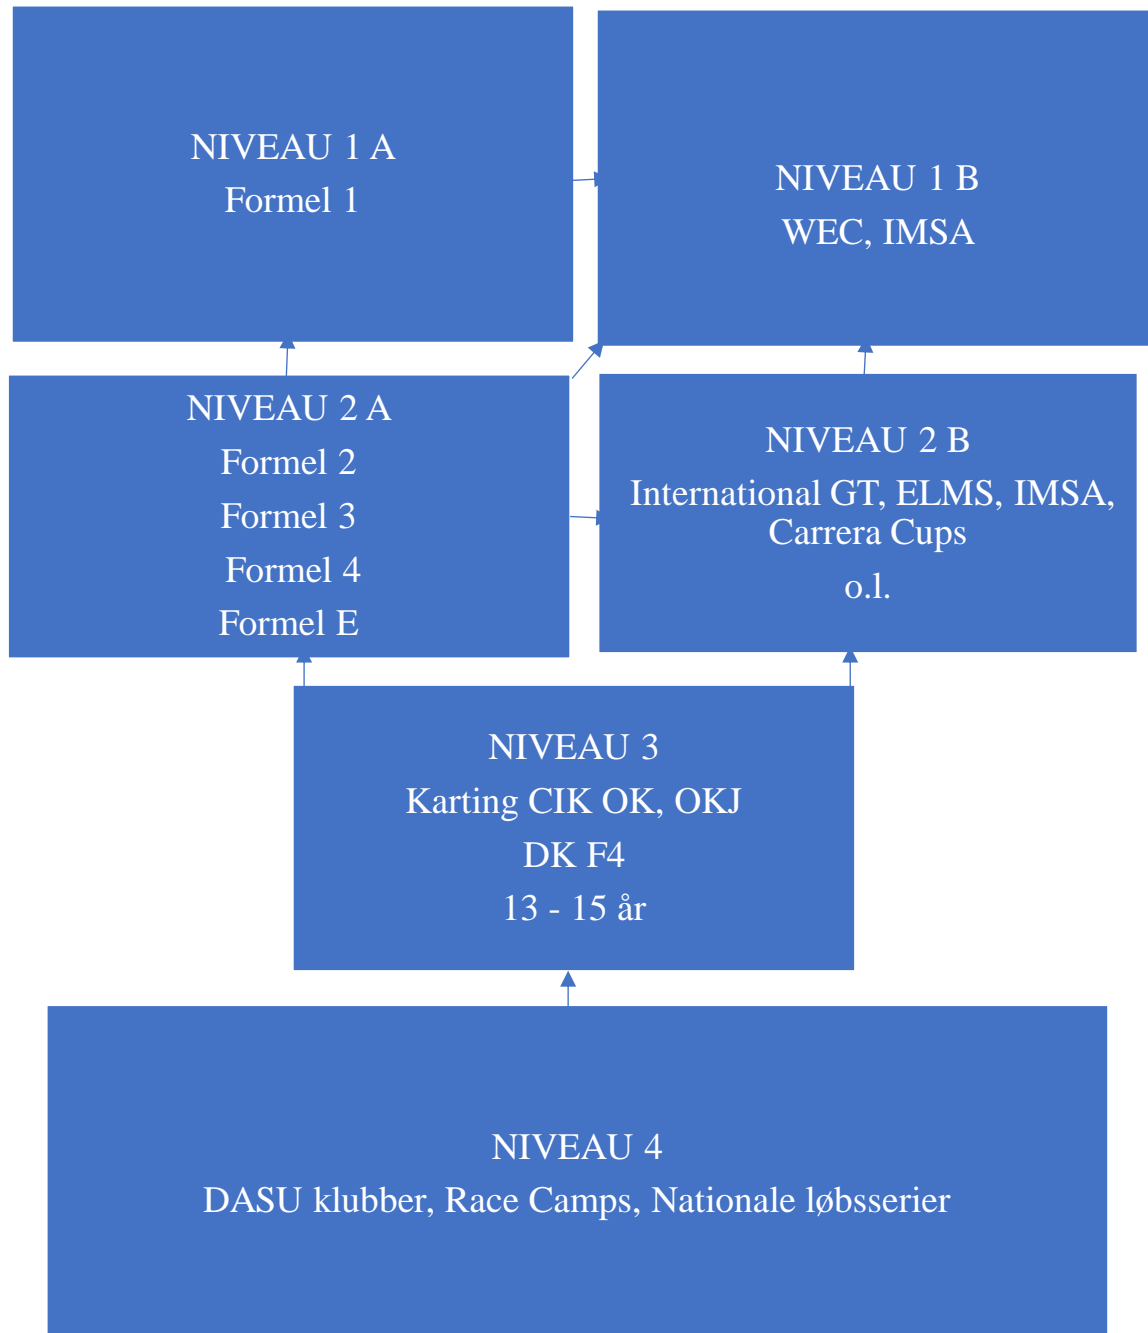 NIVEAU 1 A
Formel 1
NIVEAU 1 B
WEC, IMSA
NIVEAU 2 A
Formel 2
Formel 3
Formel 4
Formel E
NIVEAU 2 B
International GT, ELMS, IMSA,
Carrera Cups
o.l.
NIVEAU 3
Karting CIK OK, OKJ
DK F4
13 - 15 år
NIVEAU 4
DASU klubber, Race Camps, Nationale løbsserier